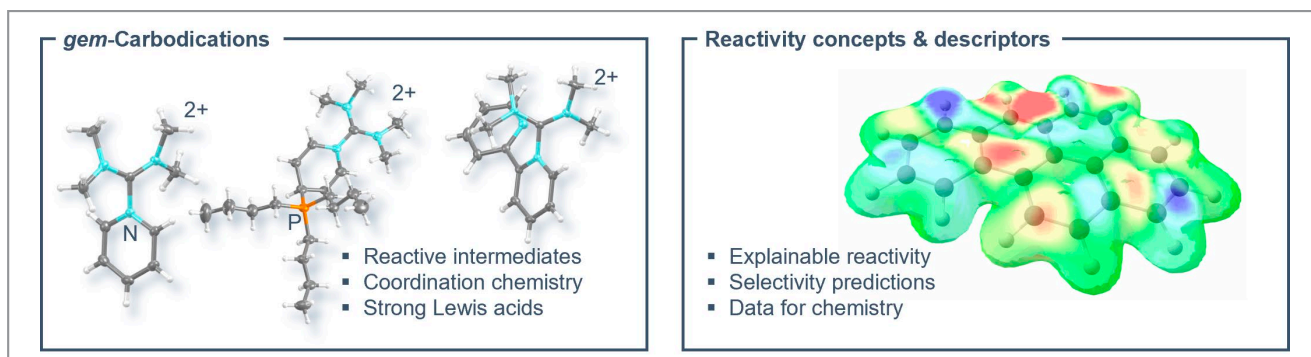 gem-Carbodications
2+
2+
2+
N
P
▪ Reactive intermediates
▪ Coordination chemistry
▪ Strong Lewis acids
Reactivity concepts & descriptors
▪ Explainable reactivity
▪ Selectivity predictions
▪ Data for chemistry